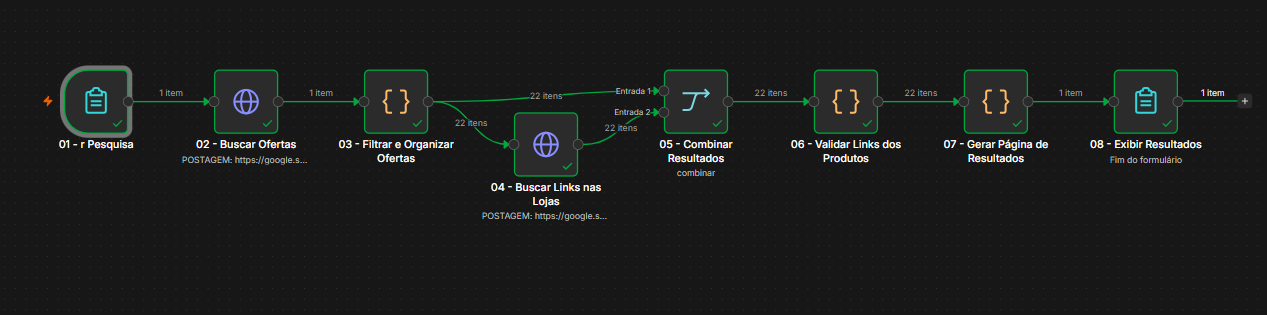 1 item
1 item
22 itens
22 itens
22 itens
Entrada 1
Entrada 2
22 itens
22 itens
1 item
1 item
01 - r Pesquisa
02 - Buscar Ofertas
POSTAGEM: https://google.s...
03 - Filtrar e Organizar
Ofertas
04 - Buscar Links nas
Lojas
POSTAGEM: https://google.s...
05 - Combinar
Resultados
combinar
06 - Validar Links dos
Produtos
07 - Gerar Página de
Resultados
08 - Exibir Resultados
Fim do formulário